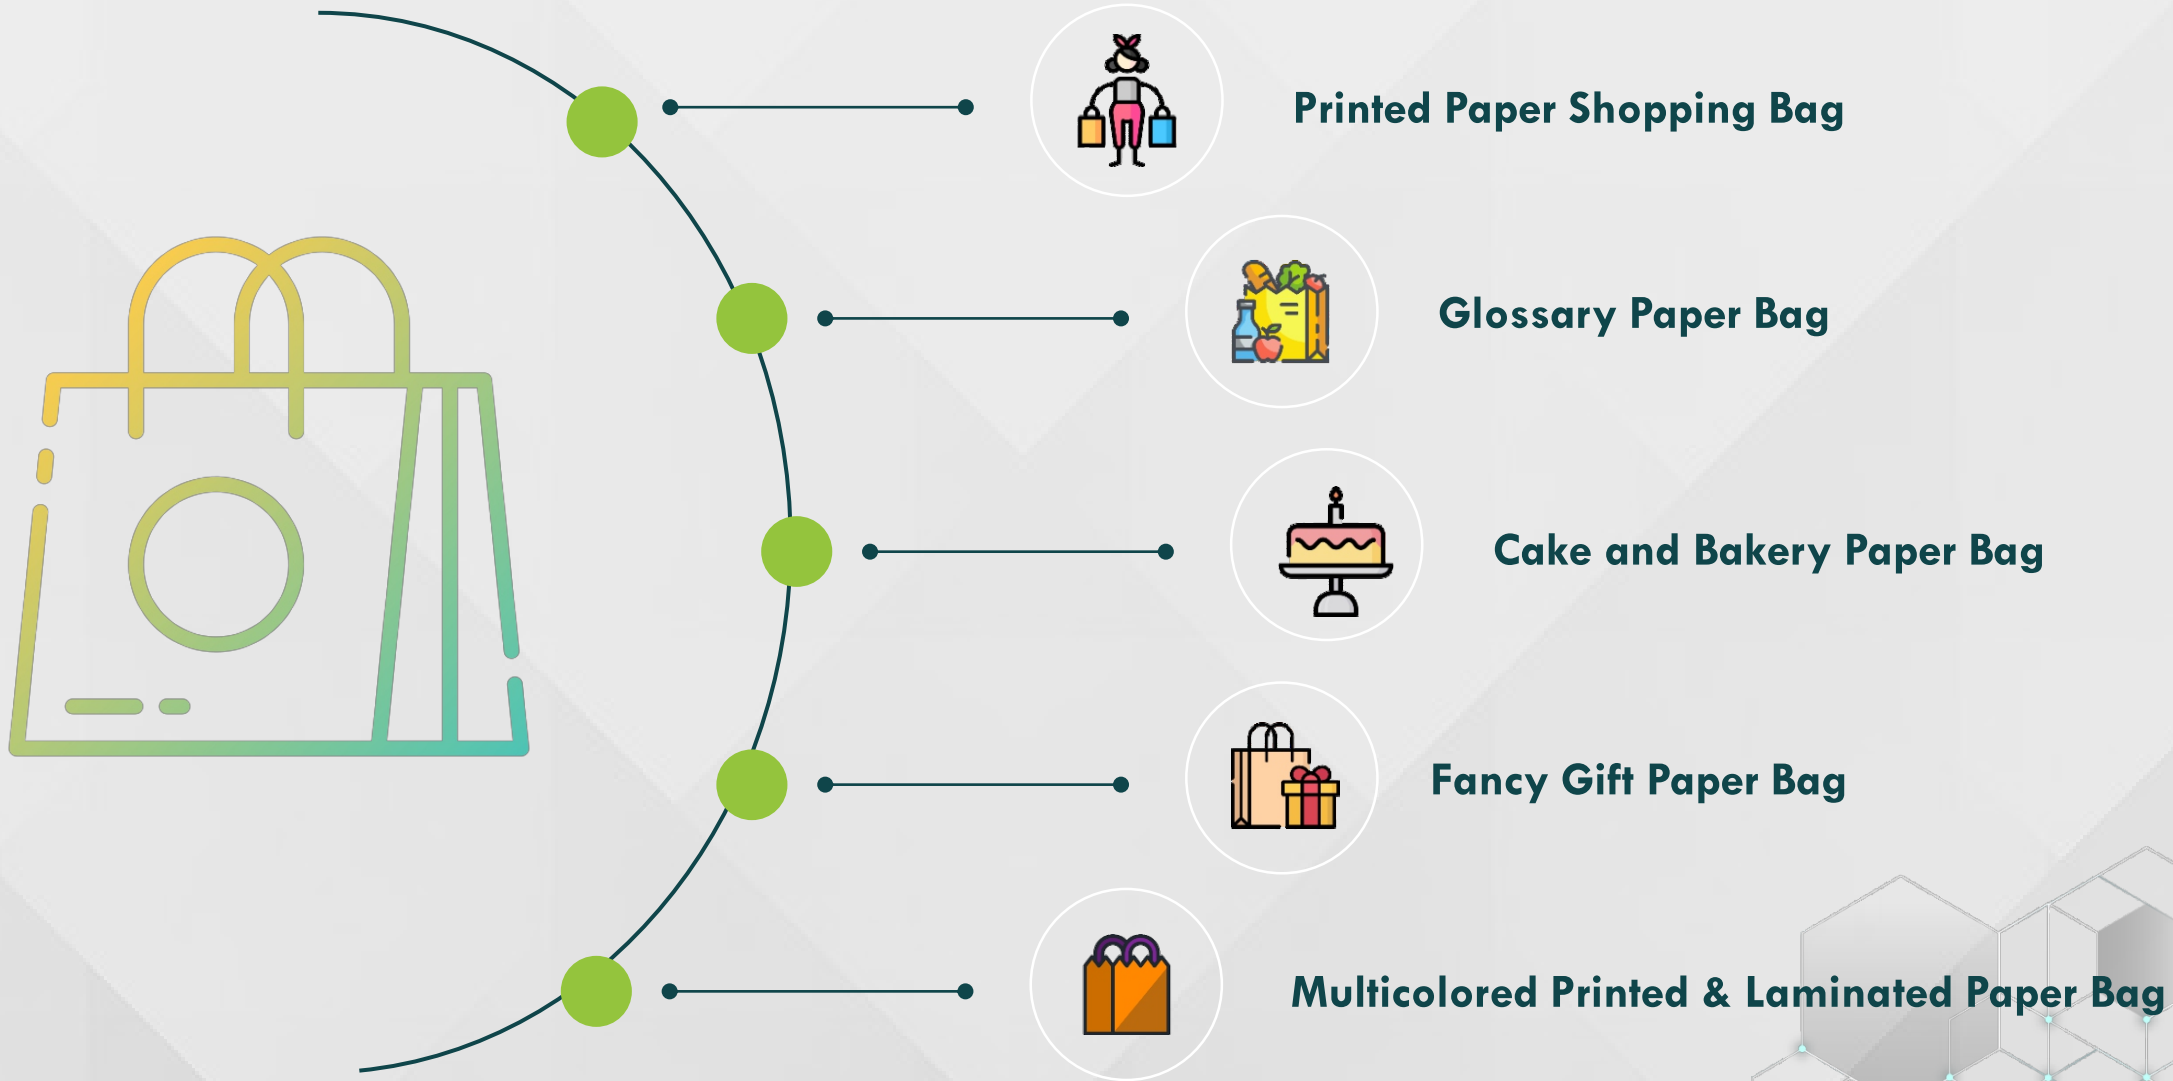 Printed Paper Shopping Bag
Glossary Paper Bag
Cake and Bakery Paper Bag
Fancy Gift Paper Bag
Multicolored Printed & Laminated Paper Bag